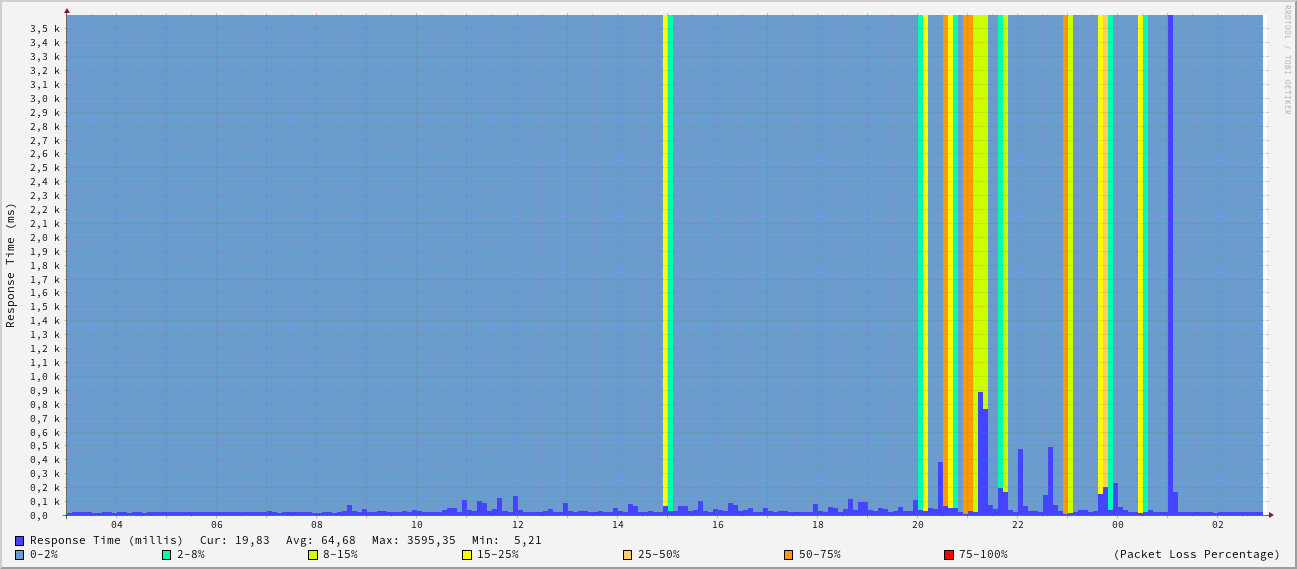 RRDTOOL / TOBI OETIKER
Response Time (ms)
3,5 k
3,4 k
3,3 k
3,2 k
3,1 k
3,0 k
2,9 k
2,8 k
2,7 k
2,6 k
2,5 k
2,4 k
2,3 k
2,2 k
2,1 k
2,0 k
1,9 k
1,8 k
1,7 k
1,6 k
1,5 k
1,4 k
1,3 k
1,2 k
1,1 k
1,0 k
0,9 k
0,8 k
0,7 k
0,6 k
0,5 k
0,4 k
0,3 k
0,2 k
0,1 k
0,0
04 06 08 10 12 14 16 18 20 22 00 02
Response Time (millis) Cur: 19,83 Avg: 64,68 Max: 3595,35 Min: 5,21
0-2% 2-8% 8-15% 15-25% 25-50% 50-75% 75-100% (Packet Loss Percentage)